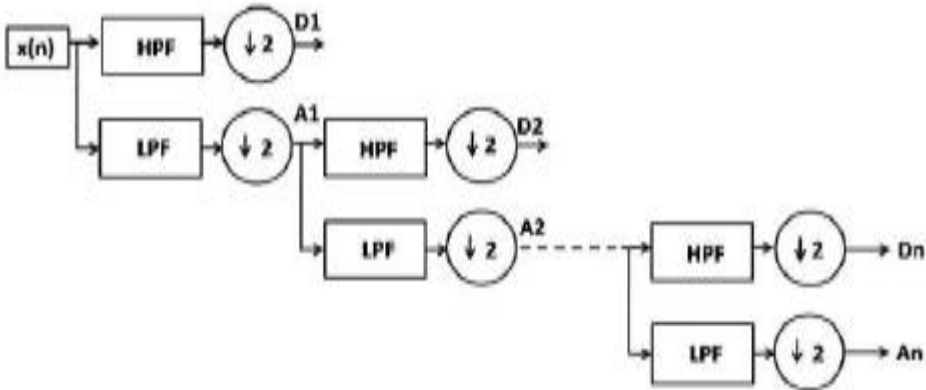 D1
x(n) HPF ↓ 2
A1 D2
LPF ↓ 2 HPF ↓ 2
A2
LPF ↓ 2 HPF ↓ 2 Dn
LPF ↓ 2 An